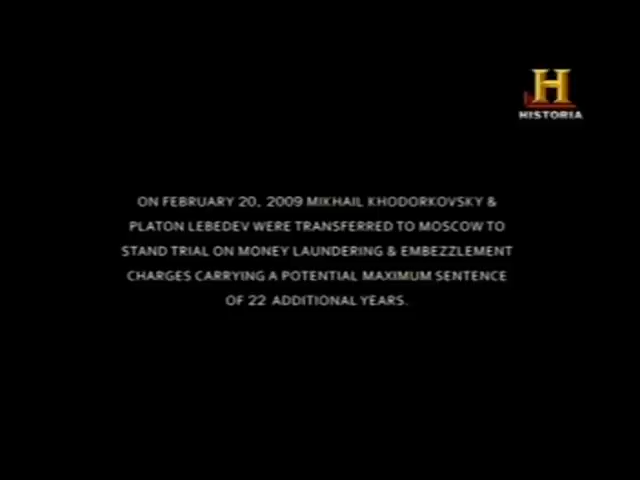 H
HISTORIA
ON FEBRUARY 20, 2009 MIKHAIL KHODORKOVSKY &
PLATON LEBEDEV WERE TRANSFERRED TO MOSCOW TO
STAND TRIAL ON MONEY LAUNDERING & EMBEZZLEMENT
CHARGES CARRYING A POTENTIAL MAXIMUM SENTENCE
OF 22 ADDITIONAL YEARS.